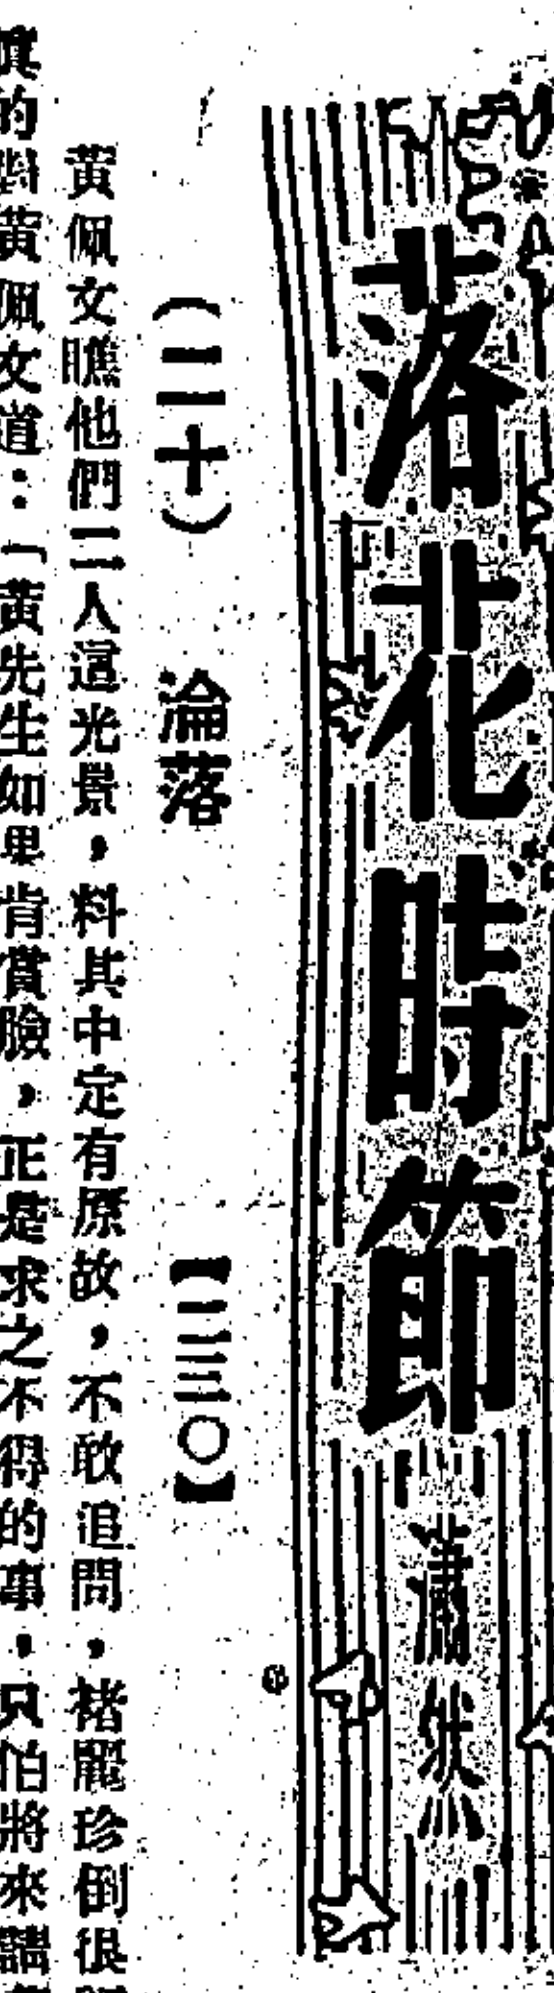 落花時節
瀟然
（二十） 淪落 【二三〇】
黃佩文瞧他們二人這光景，料其中定有原故，不敢追問，褚麗珍倒很
的對黃佩文道：「黃先生如果肯賞臉，正是求之不得的事，只怕將來